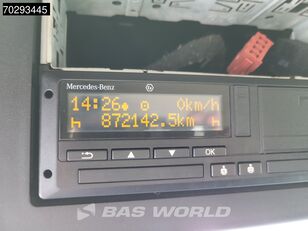 70293445
Mercedes-Benz
14:26 0km/h
872142.5km
OK
BAS WORLD